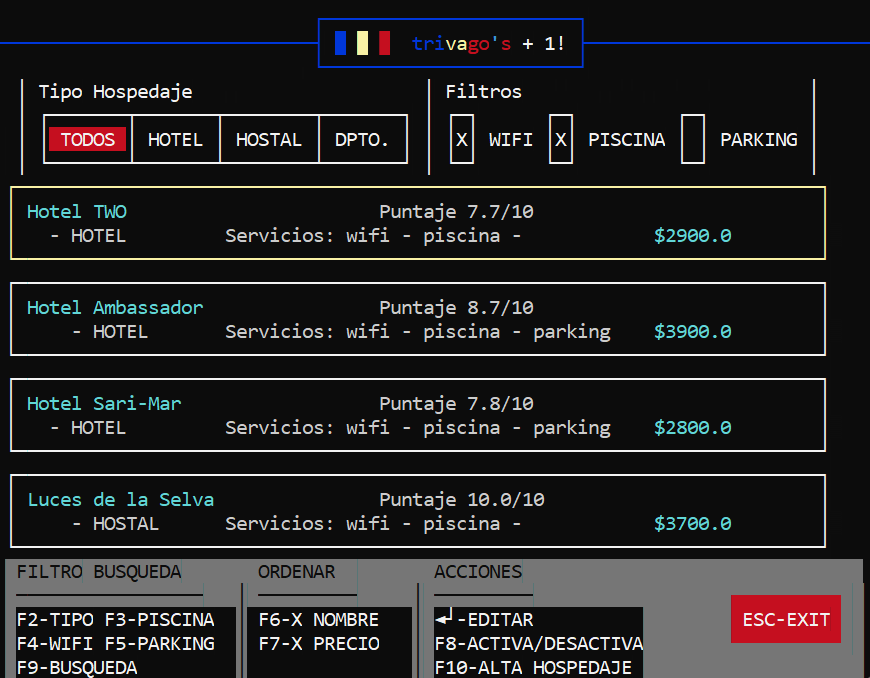 trivago's + 1!
Tipo Hospedaje Filtros
TODOS HOTEL HOSTAL DPTO. X WIFI X PISCINA PARKING
Hotel TWO Puntaje 7.7/10
- HOTEL Servicios: wifi - piscina - $2900.0
Hotel Ambassador Puntaje 8.7/10
- HOTEL Servicios: wifi - piscina - parking $3900.0
Hotel Sari-Mar Puntaje 7.8/10
- HOTEL Servicios: wifi - piscina - parking $2800.0
Luces de la Selva Puntaje 10.0/10
- HOSTAL Servicios: wifi - piscina - $3700.0
FILTRO BUSQUEDA ORDENAR ACCIONES
F2-TIPO F3-PISCINA F6-X NOMBRE ↲-EDITAR ESC-EXIT
F4-WIFI F5-PARKING F7-X PRECIO F8-ACTIVA/DESACTIVA
F9-BUSQUEDA F10-ALTA HOSPEDAJE